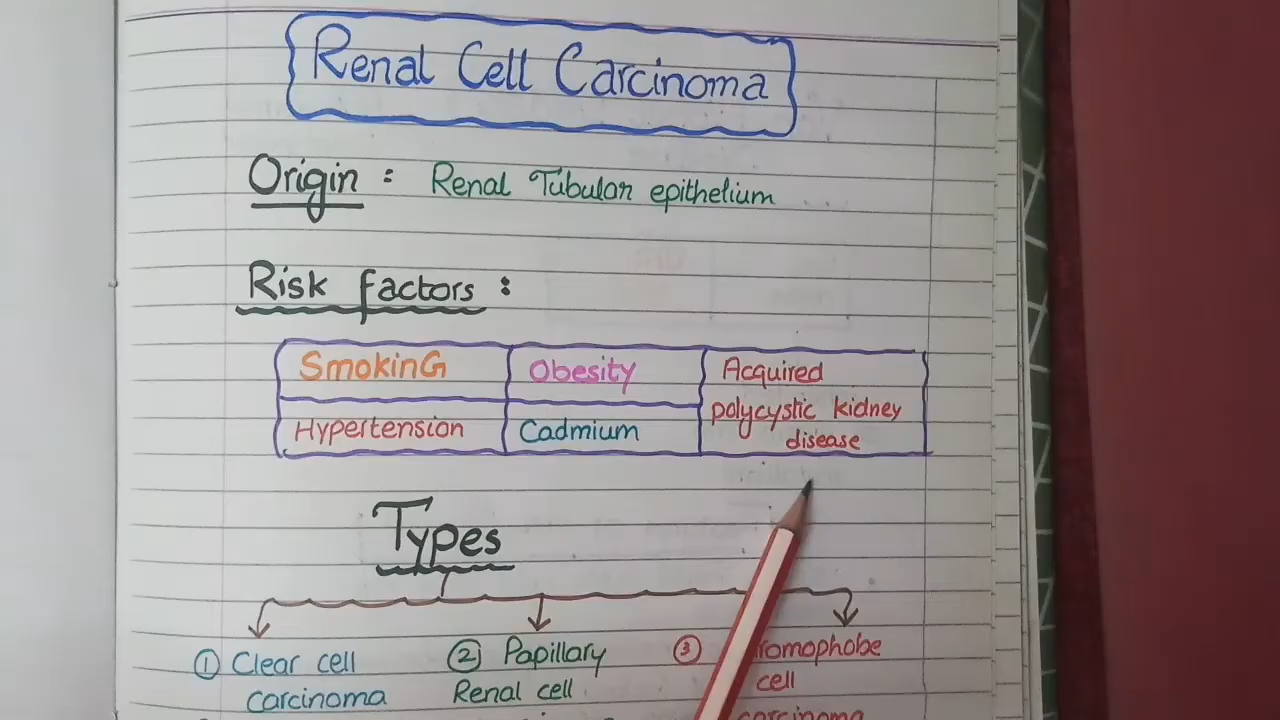 Renal Cell Carcinoma
Origin : Renal Tubular epithelium
Risk factors :
SmokinG
Obesity
Acquired
polycystic kidney
disease
Hypertension
Cadmium
Types
① Clear cell
carcinoma
② Papillary
Renal cell
③ romophobe
cell
carcinoma